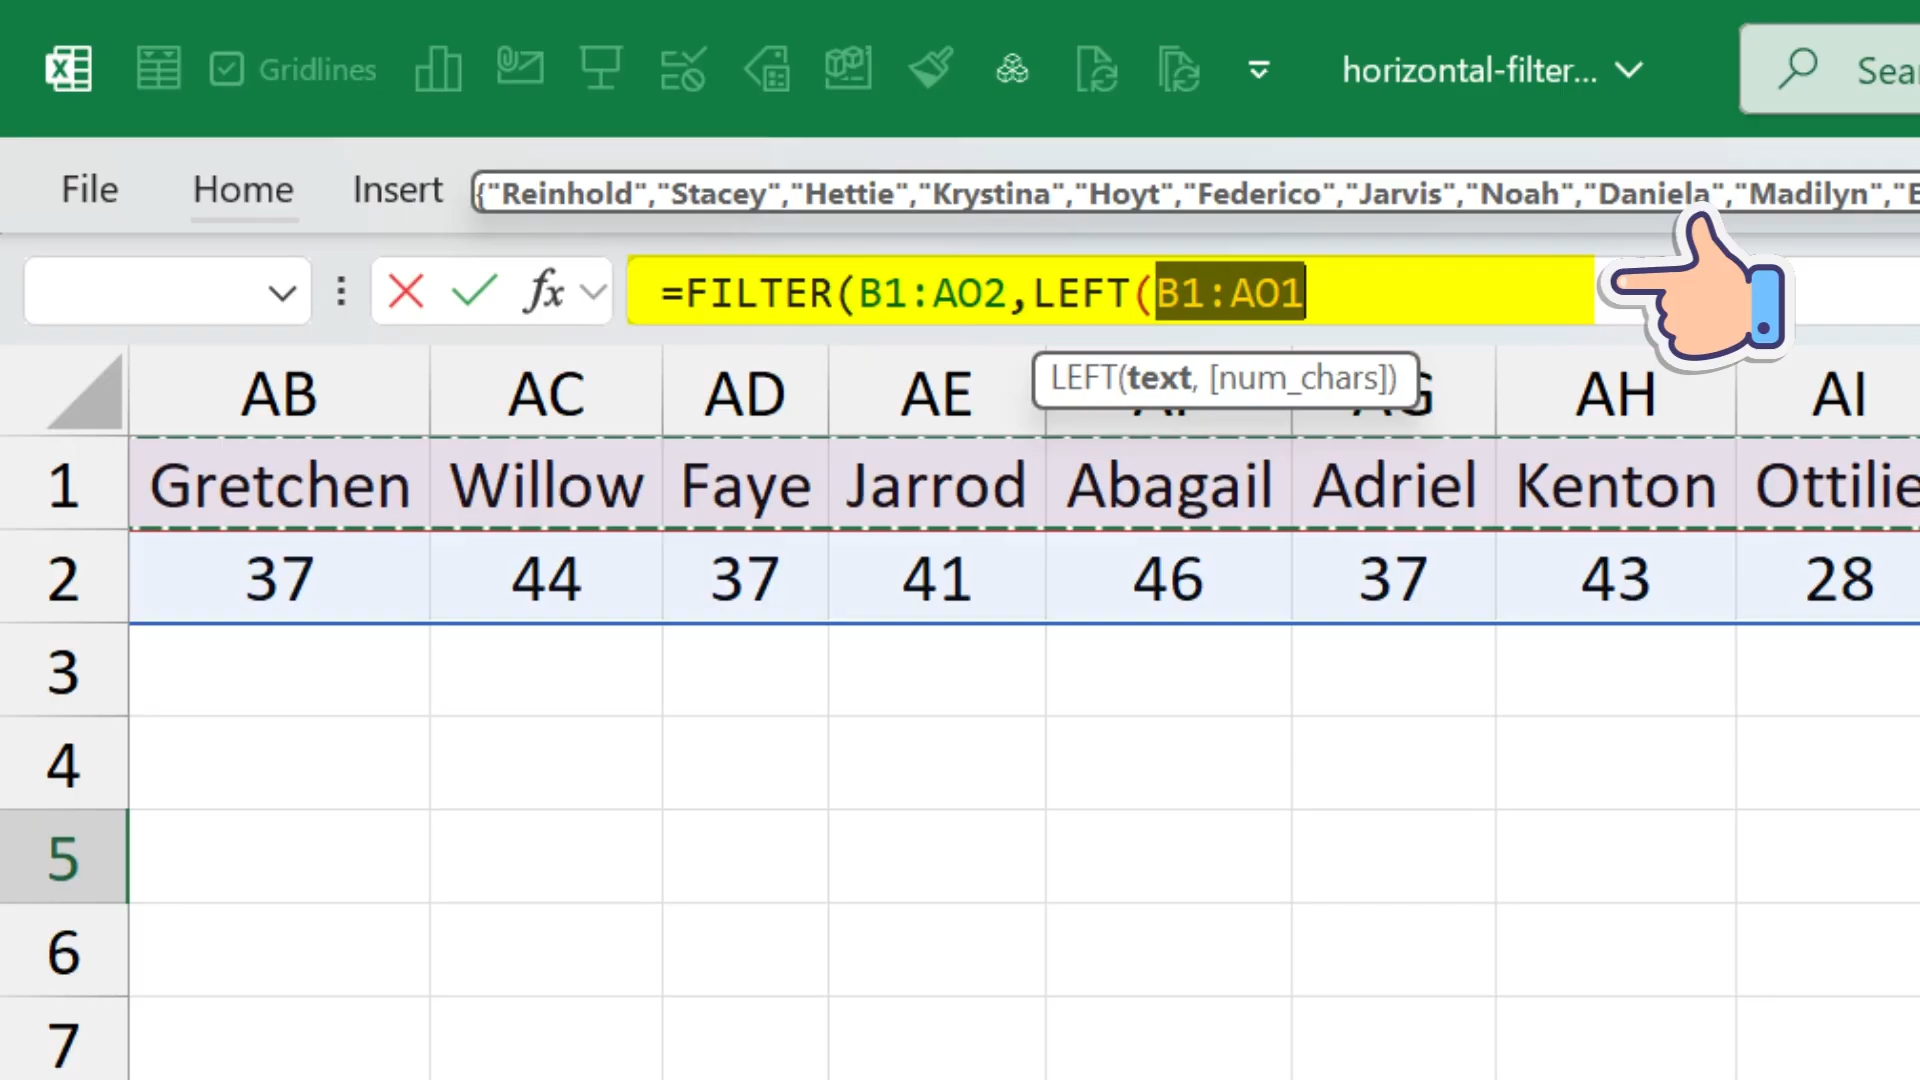 Gridlines horizontal-filter...
File Home Insert {"Reinhold","Stacey","Hettie","Krystina","Hoyt","Federico","Jarvis","Noah","Daniela","Madilyn","E
fx =FILTER(B1:AO2,LEFT(B1:AO1
LEFT(text, [num_chars])
AB AC AD AE AH AI
1 Gretchen Willow Faye Jarrod Abagail Adriel Kenton Ottilie
2 37 44 37 41 46 37 43 28
3
4
5
6
7